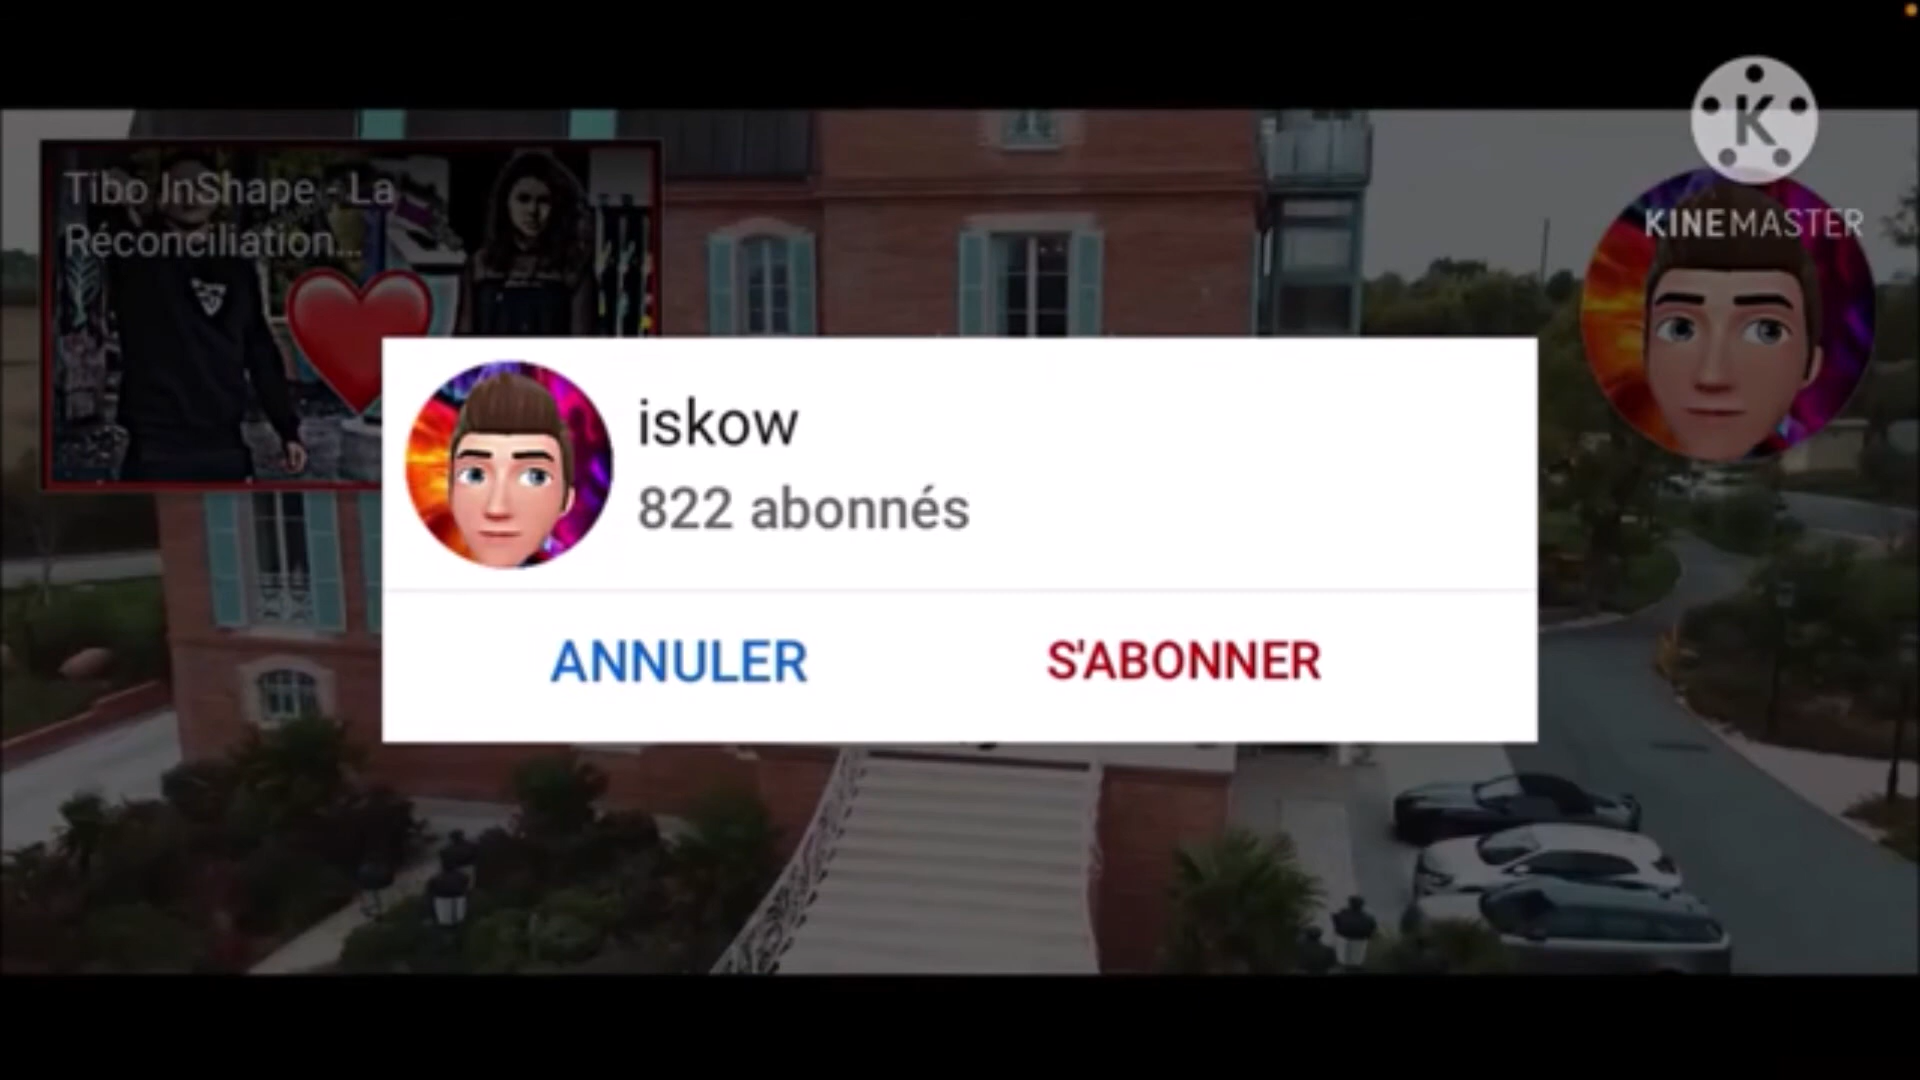 Tibo InShape - La
Réconciliation...
K
KINEMASTER
iskow
822 abonnés
ANNULER
S'ABONNER